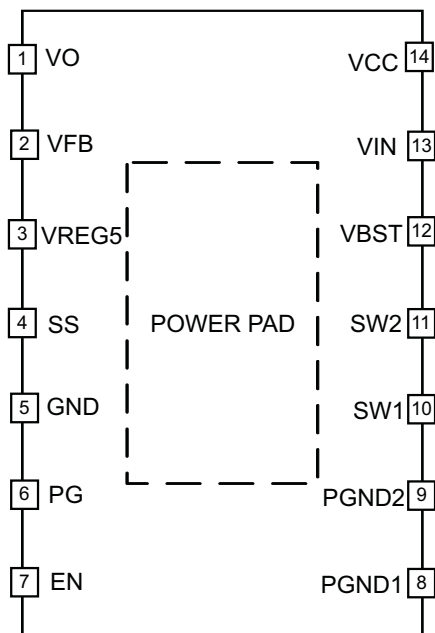 1 VO
VCC 14
2 VFB
VIN 13
3 VREG5
VBST 12
4 SS
POWER PAD
SW2 11
5 GND
SW1 10
6 PG
PGND2 9
7 EN
PGND1 8